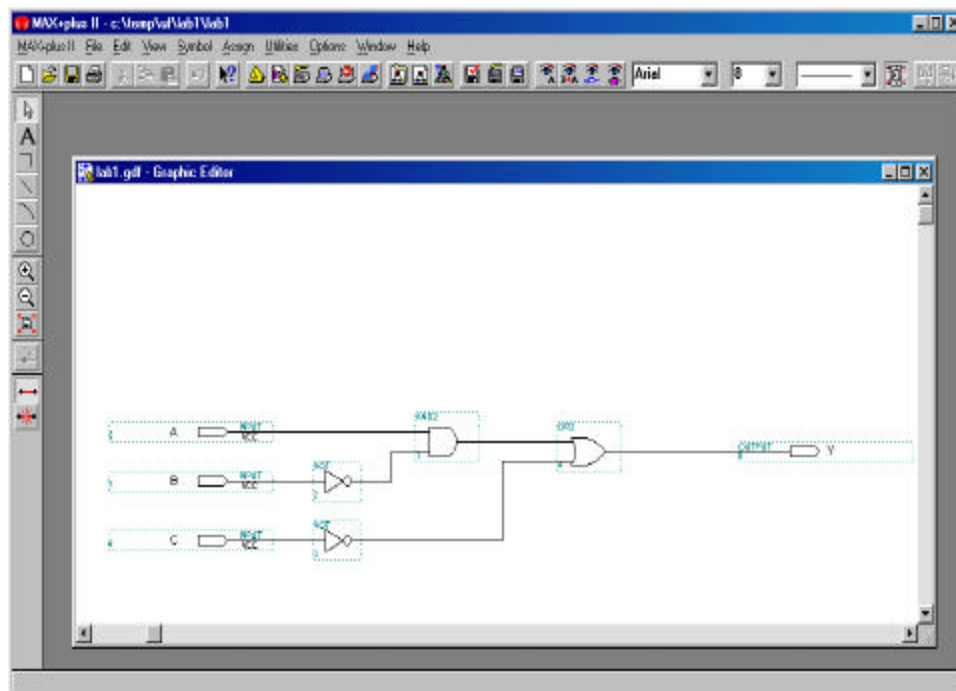 MAX+plus II - c:\temp\uf\lab1\lab1
MAX+plus II File Edit View Symbol Assign Utilities Options Window Help
Arial 8
lab1.gdf - Graphic Editor
AND2
OR2
A INPUT VCC
OUTPUT Y
B INPUT VCC
NOT
C INPUT VCC
NOT